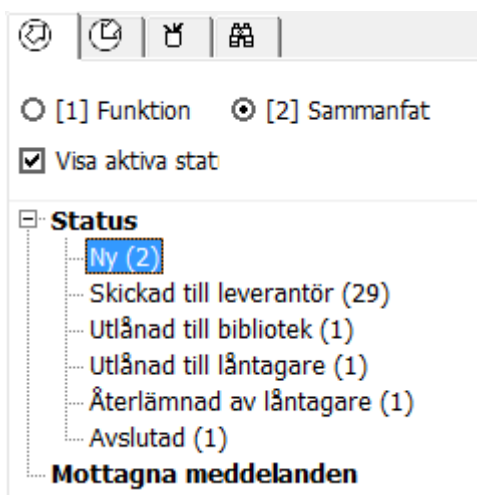 [1] Funktion [2] Sammanfat
Visa aktiva stat
Status
Ny (2)
Skickad till leverantör (29)
Utlånad till bibliotek (1)
Utlånad till låntagare (1)
Återlämnad av låntagare (1)
Avslutad (1)
Mottagna meddelanden